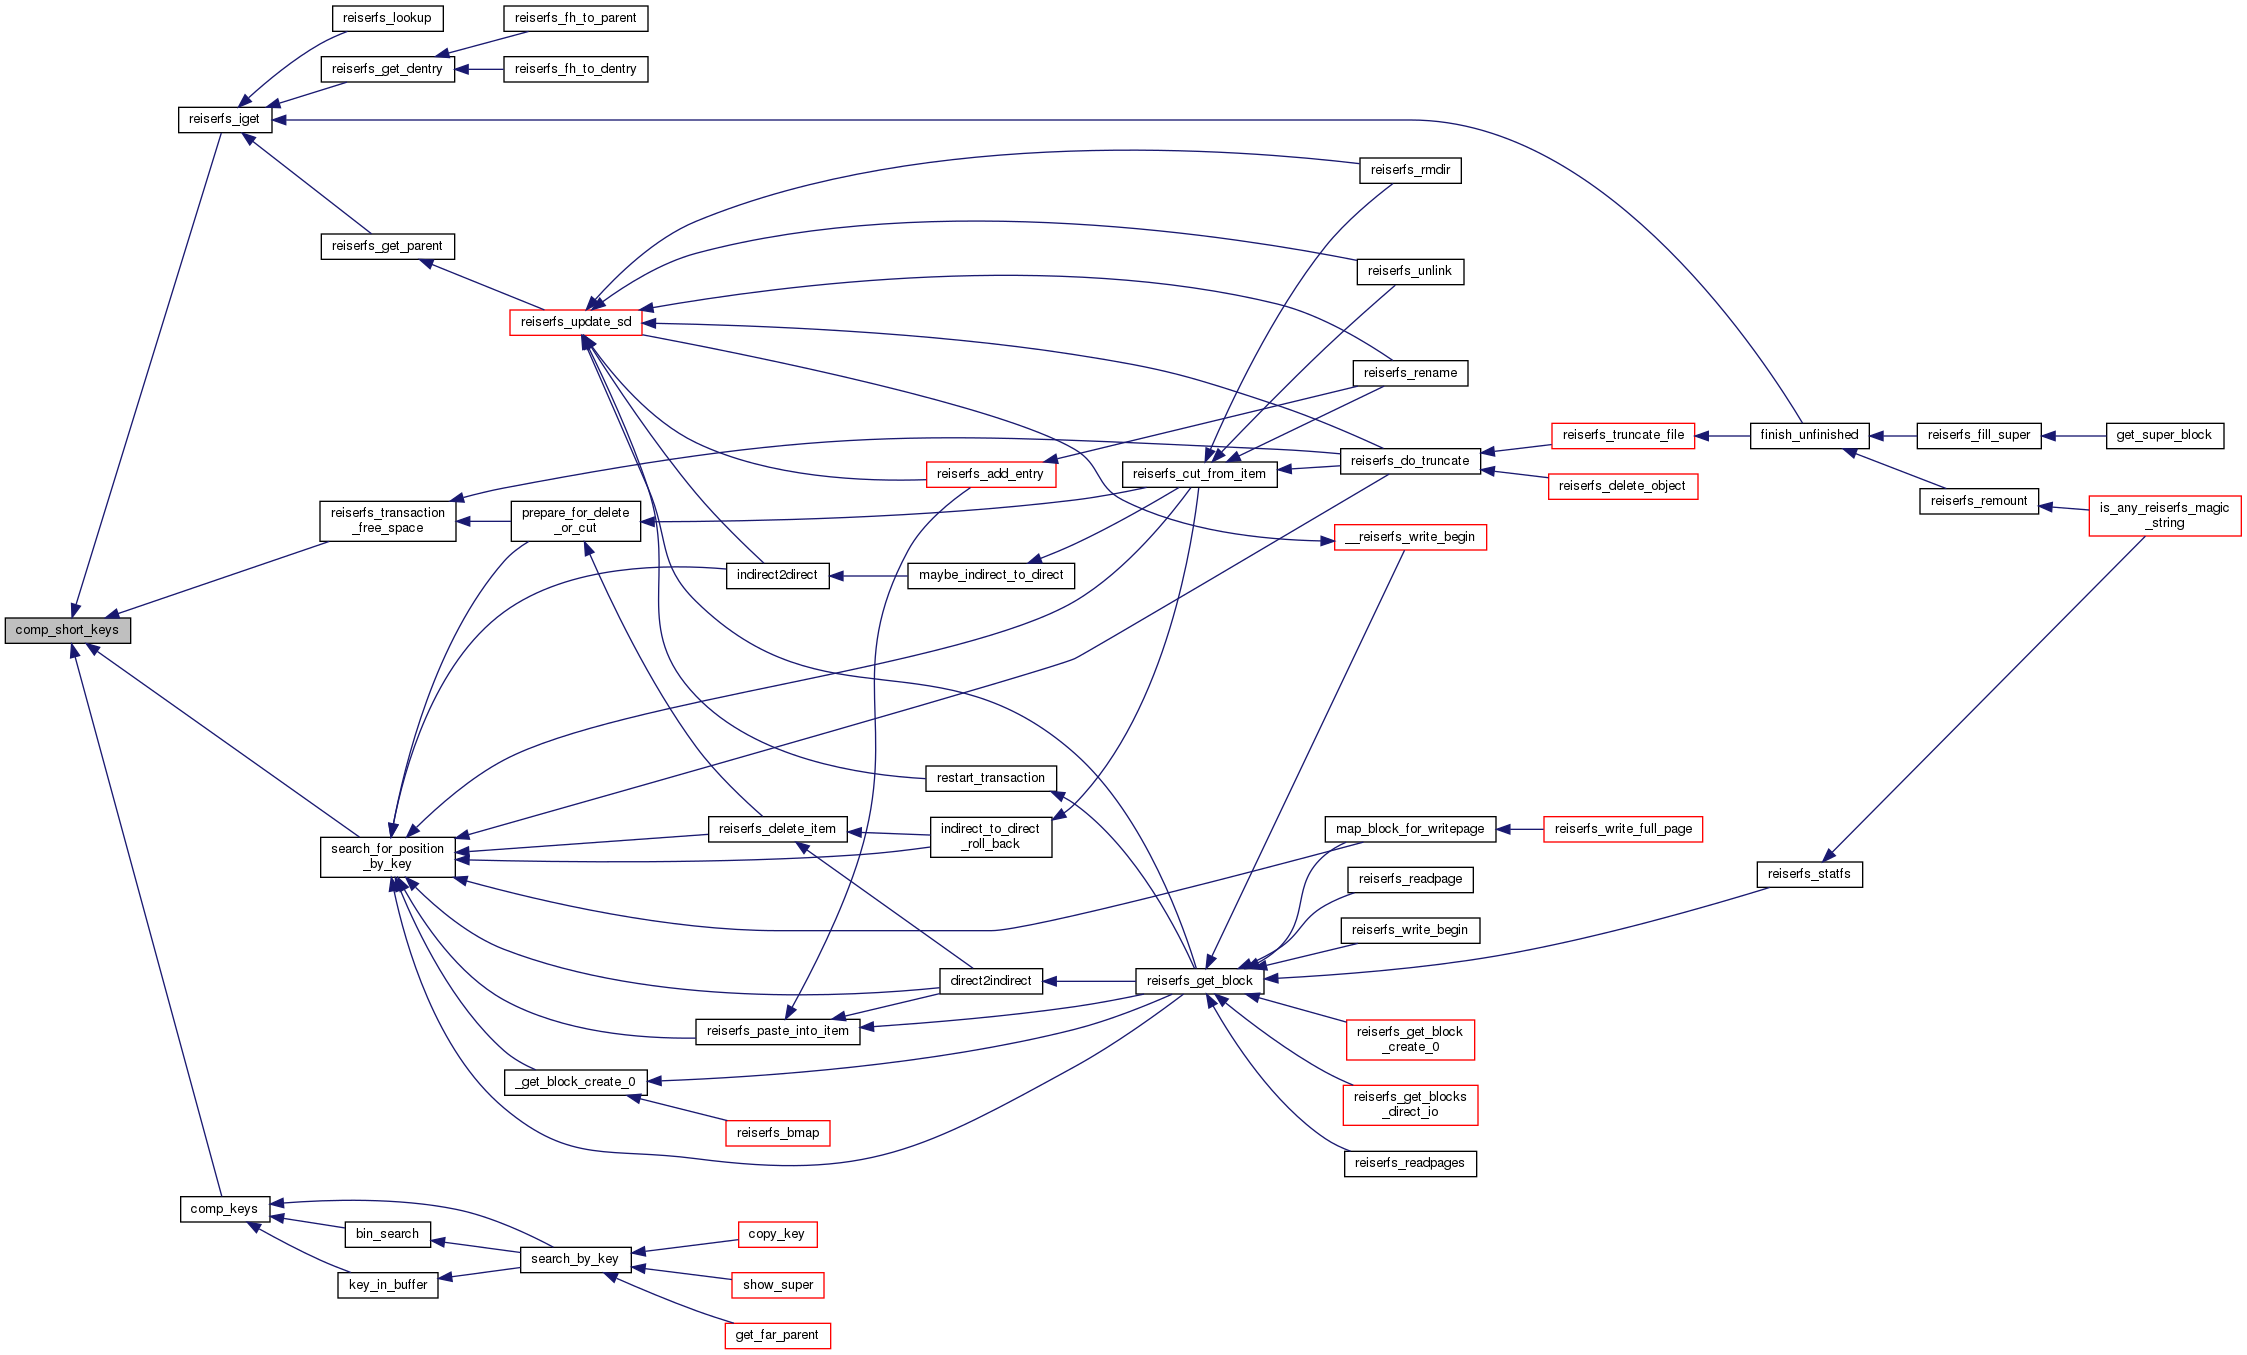 reiserfs_lookup
reiserfs_fh_to_parent
reiserfs_get_dentry
reiserfs_fh_to_dentry
reiserfs_iget
reiserfs_rmdir
reiserfs_get_parent
reiserfs_unlink
reiserfs_update_sd
reiserfs_rename
reiserfs_truncate_file
finish_unfinished
reiserfs_fill_super
get_super_block
reiserfs_add_entry
reiserfs_cut_from_item
reiserfs_do_truncate
reiserfs_delete_object
reiserfs_remount
is_any_reiserfs_magic
_string
reiserfs_transaction
_free_space
prepare_for_delete
_or_cut
__reiserfs_write_begin
indirect2direct
maybe_indirect_to_direct
comp_short_keys
restart_transaction
reiserfs_delete_item
indirect_to_direct
_roll_back
map_block_for_writepage
reiserfs_write_full_page
search_for_position
_by_key
reiserfs_readpage
reiserfs_statfs
reiserfs_write_begin
direct2indirect
reiserfs_get_block
reiserfs_paste_into_item
reiserfs_get_block
_create_0
_get_block_create_0
reiserfs_get_blocks
_direct_io
reiserfs_bmap
reiserfs_readpages
comp_keys
bin_search
copy_key
search_by_key
key_in_buffer
show_super
get_far_parent